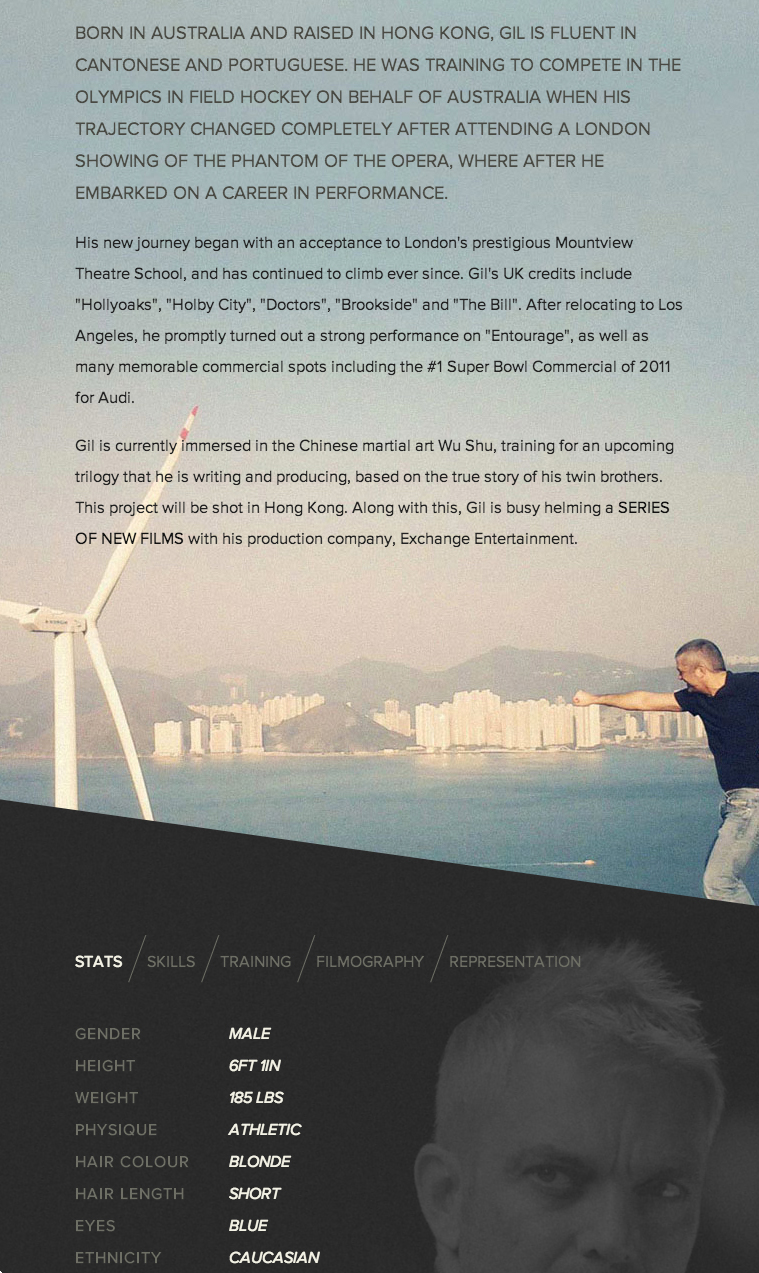 BORN IN AUSTRALIA AND RAISED IN HONG KONG, GIL IS FLUENT IN
CANTONESE AND PORTUGUESE. HE WAS TRAINING TO COMPETE IN THE
OLYMPICS IN FIELD HOCKEY ON BEHALF OF AUSTRALIA WHEN HIS
TRAJECTORY CHANGED COMPLETELY AFTER ATTENDING A LONDON
SHOWING OF THE PHANTOM OF THE OPERA, WHERE AFTER HE
EMBARKED ON A CAREER IN PERFORMANCE.
His new journey began with an acceptance to London's prestigious Mountview
Theatre School, and has continued to climb ever since. Gil's UK credits include
"Hollyoaks", "Holby City", "Doctors", "Brookside" and "The Bill". After relocating to Los
Angeles, he promptly turned out a strong performance on "Entourage", as well as
many memorable commercial spots including the #1 Super Bowl Commercial of 2011
for Audi.
Gil is currently immersed in the Chinese martial art Wu Shu, training for an upcoming
trilogy that he is writing and producing, based on the true story of his twin brothers.
This project will be shot in Hong Kong. Along with this, Gil is busy helming a SERIES
OF NEW FILMS with his production company, Exchange Entertainment.
STATS / SKILLS / TRAINING / FILMOGRAPHY / REPRESENTATION
GENDER MALE
HEIGHT 6FT 1IN
WEIGHT 185 LBS
PHYSIQUE ATHLETIC
HAIR COLOUR BLONDE
HAIR LENGTH SHORT
EYES BLUE
ETHNICITY CAUCASIAN